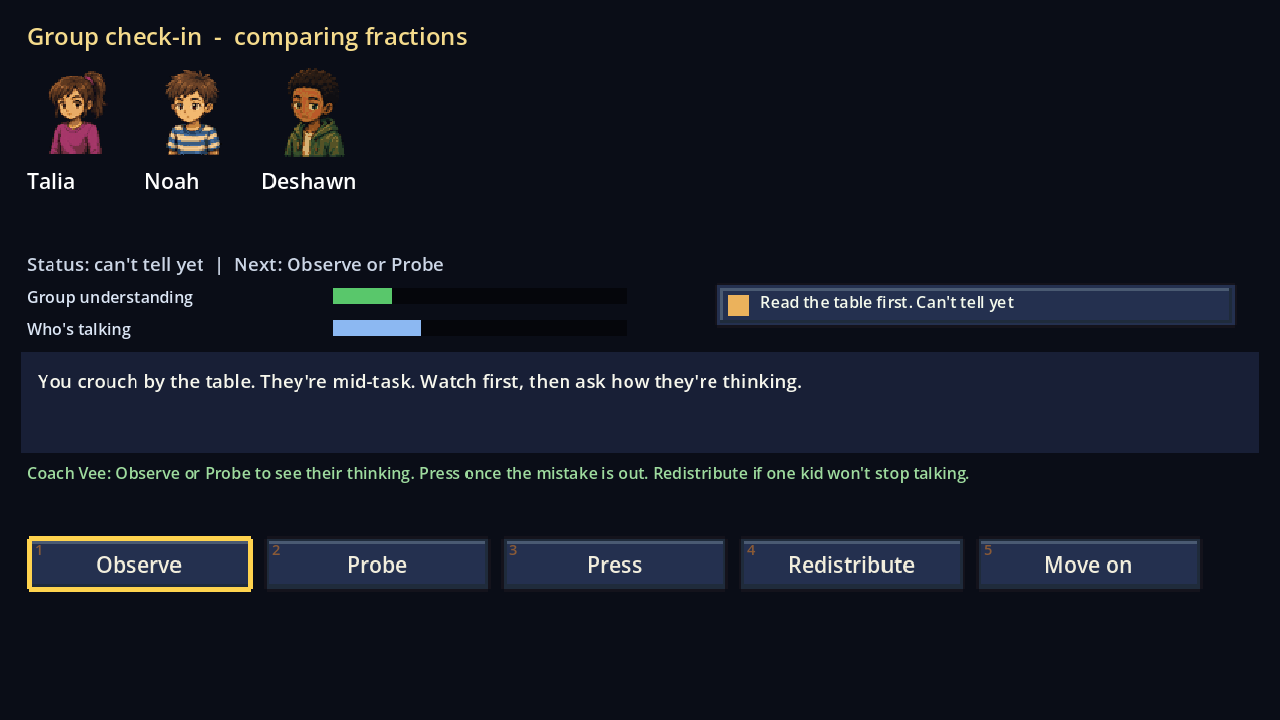 Group check-in - comparing fractions
Talia Noah Deshawn
Status: can't tell yet | Next: Observe or Probe
Group understanding
Read the table first. Can't tell yet
Who's talking
You crouch by the table. They're mid-task. Watch first, then ask how they're thinking.
Coach Vee: Observe or Probe to see their thinking. Press once the mistake is out. Redistribute if one kid won't stop talking.
1 Observe
2 Probe
3 Press
4 Redistribute
5 Move on